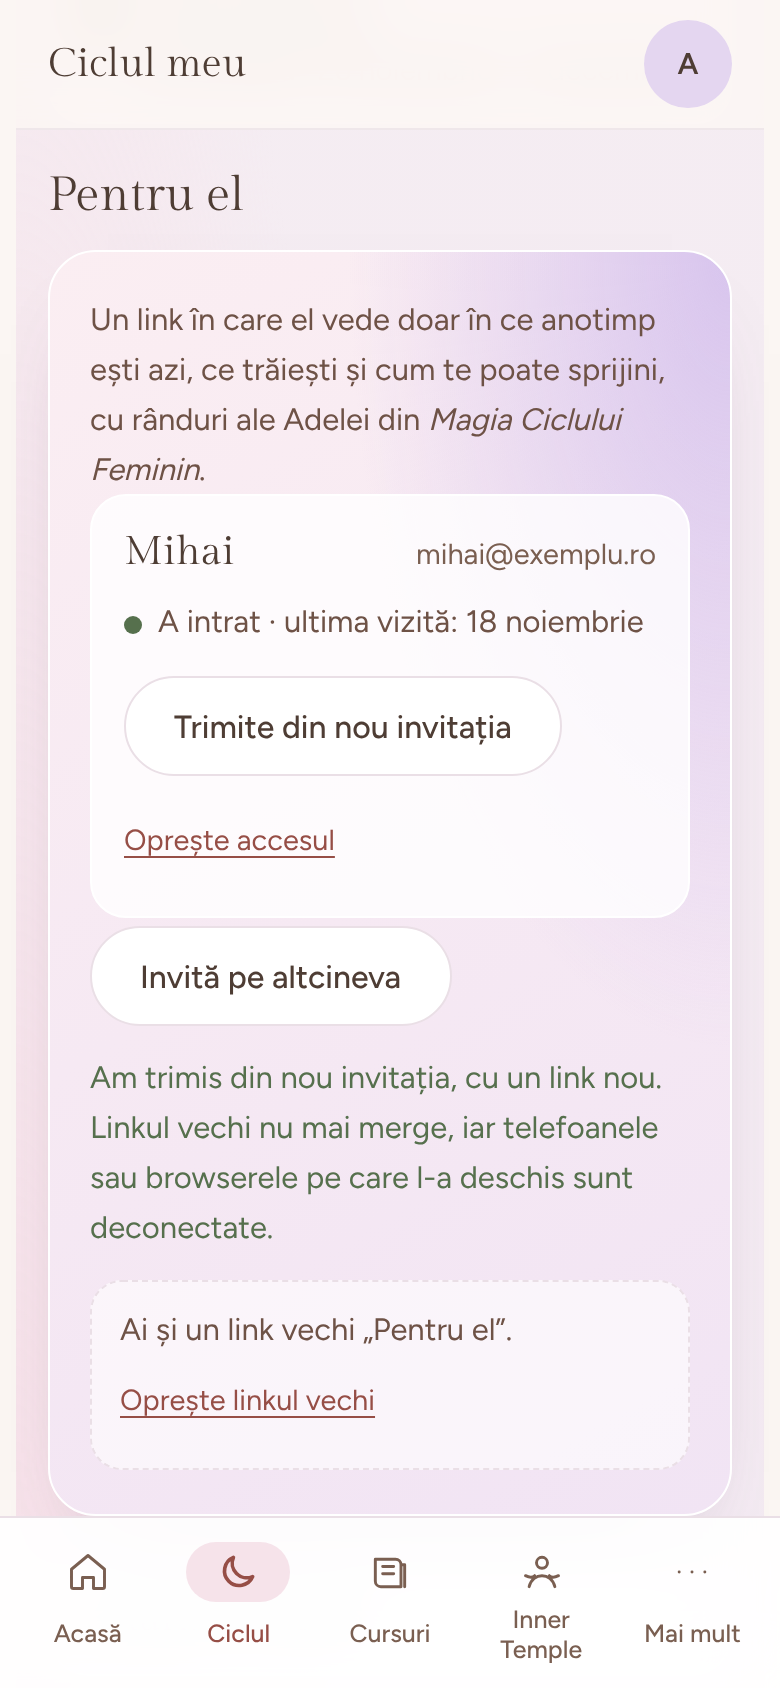 Ciclul meu
A
Pentru el
Un link în care el vede doar în ce anotimp
ești azi, ce trăiești și cum te poate sprijini,
cu rânduri ale Adelei din Magia Ciclului
Feminin.
Mihai
mihai@exemplu.ro
A intrat · ultima vizită: 18 noiembrie
Trimite din nou invitația
Oprește accesul
Invită pe altcineva
Am trimis din nou invitația, cu un link nou.
Linkul vechi nu mai merge, iar telefoanele
sau browserele pe care l-a deschis sunt
deconectate.
Ai și un link vechi „Pentru el”.
Oprește linkul vechi
Acasă
Ciclul
Cursuri
Inner
Temple
Mai mult